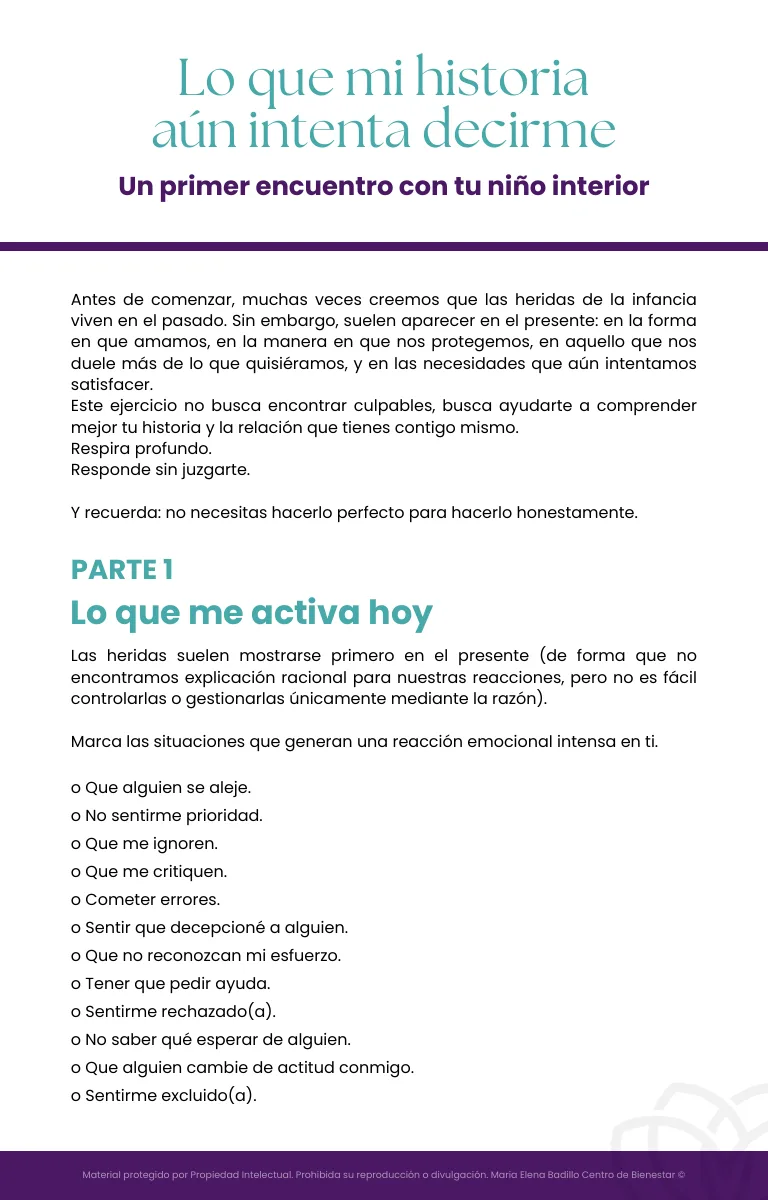 Lo que mi historia
aún intenta decirme
Un primer encuentro con tu niño interior
Antes de comenzar, muchas veces creemos que las heridas de la infancia
viven en el pasado. Sin embargo, suelen aparecer en el presente: en la forma
en que amamos, en la manera en que nos protegemos, en aquello que nos
duele más de lo que quisiéramos, y en las necesidades que aún intentamos
satisfacer.
Este ejercicio no busca encontrar culpables, busca ayudarte a comprender
mejor tu historia y la relación que tienes contigo mismo.
Respira profundo.
Responde sin juzgarte.
Y recuerda: no necesitas hacerlo perfecto para hacerlo honestamente.
PARTE 1
Lo que me activa hoy
Las heridas suelen mostrarse primero en el presente (de forma que no
encontramos explicación racional para nuestras reacciones, pero no es fácil
controlarlas o gestionarlas únicamente mediante la razón).
Marca las situaciones que generan una reacción emocional intensa en ti.
o Que alguien se aleje.
o No sentirme prioridad.
o Que me ignoren.
o Que me critiquen.
o Cometer errores.
o Sentir que decepcioné a alguien.
o Que no reconozcan mi esfuerzo.
o Tener que pedir ayuda.
o Sentirme rechazado(a).
o No saber qué esperar de alguien.
o Que alguien cambie de actitud conmigo.
o Sentirme excluido(a).
Material protegido por Propiedad Intelectual. Prohibida su reproducción o divulgación. Maria Elena Badillo Centro de Bienestar ©